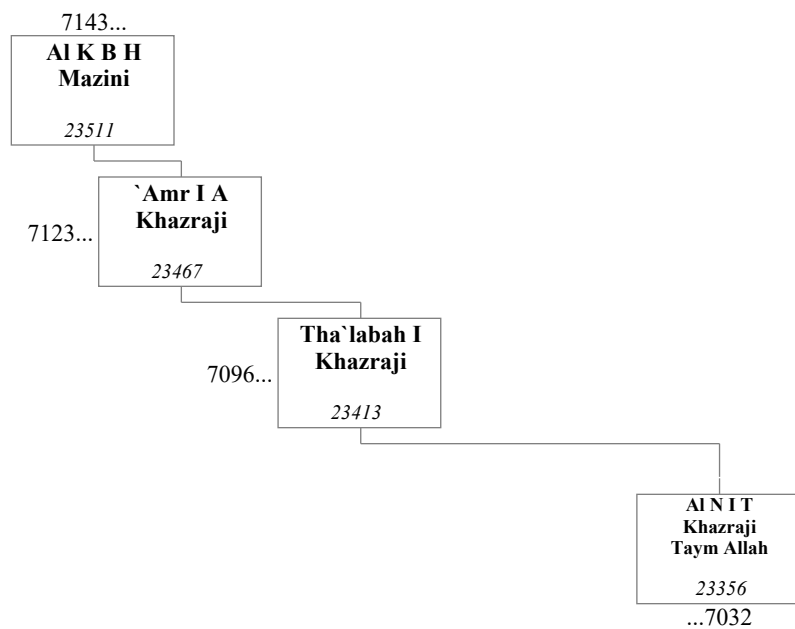 7143...
Al K B H
Mazini
23511
`Amr I A
Khazraji
7123...
23467
Tha`labah I
Khazraji
7096...
23413
Al N I T
Khazraji
Taym Allah
23356
...7032